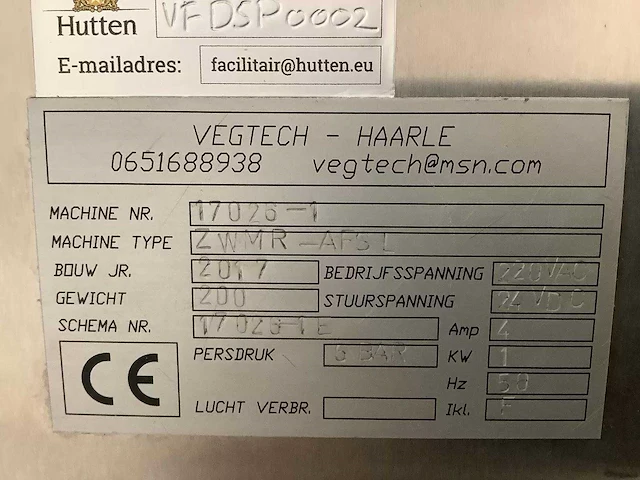 Hutten
VFDSP0002
E-mailadres: facilitair@hutten.eu
VEGTECH - HAARLE
0651688938 vegtech@msn.com
MACHINE NR. 17026-1
MACHINE TYPE ZWMR-AFSL
BOUW JR. 2017 BEDRIJFSSPANNING 220VAC
GEWICHT 200 STUURSPANNING 24 VDC
SCHEMA NR. 17026-1E Amp 4
CE PERSDRUK 6 BAR KW 1
Hz 50
LUCHT VERBR. Ikl. F